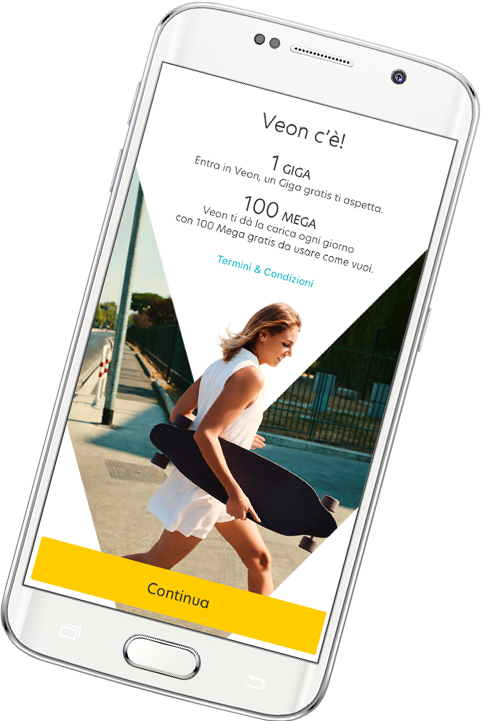 Veon c'è!
1 GIGA
Entra in Veon, un Giga gratis ti aspetta.
100 MEGA
Veon ti dà la carica ogni giorno
con 100 Mega gratis da usare come vuoi.
Termini & Condizioni
Continua